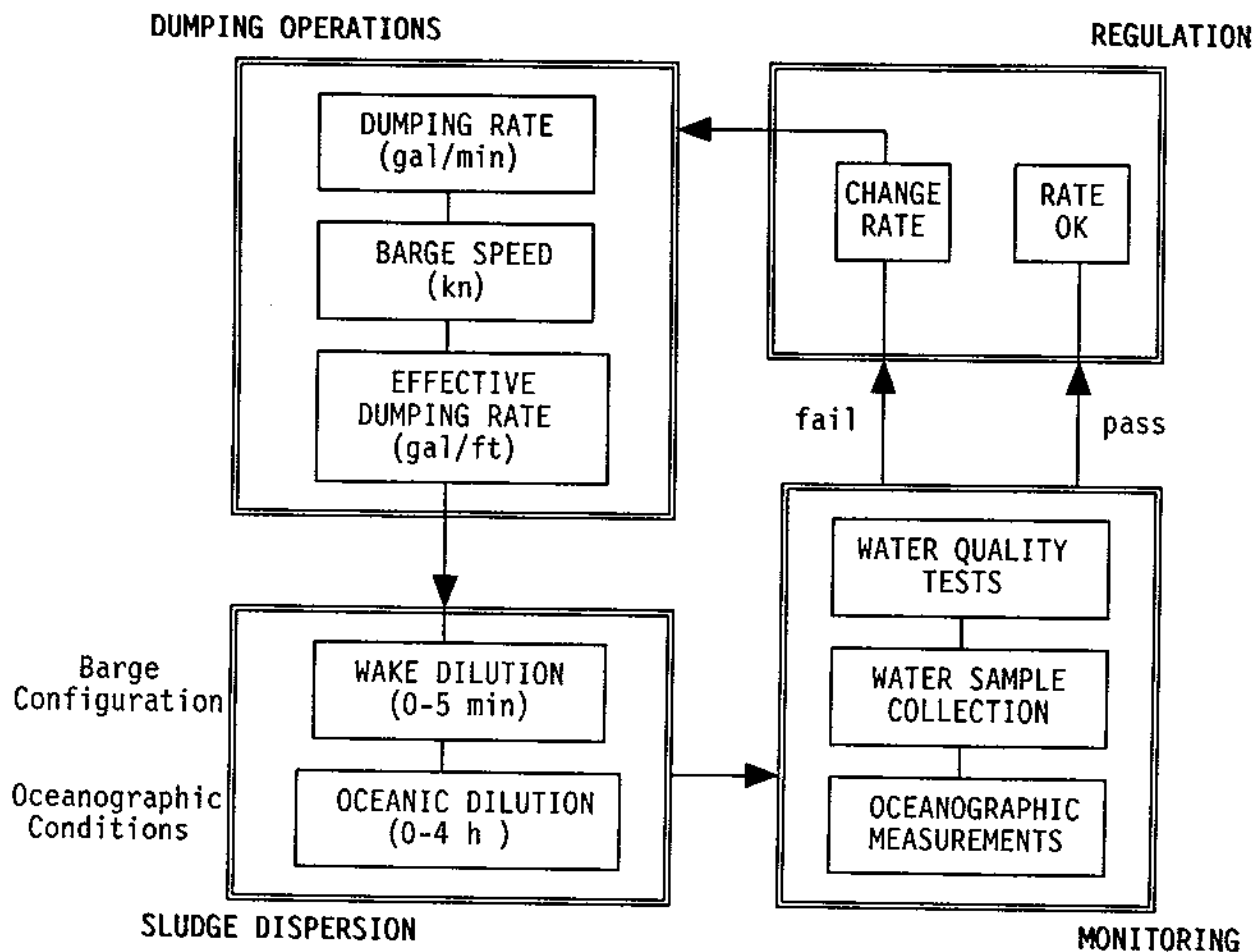 DUMPING OPERATIONS
DUMPING RATE
(gal/min)
BARGE SPEED
(kn)
EFFECTIVE
DUMPING RATE
(gal/ft)
REGULATION
CHANGE
RATE
RATE
OK
fail
pass
Barge
Configuration
Oceanographic
Conditions
WAKE DILUTION
(0-5 min)
OCEANIC DILUTION
(0-4 h )
SLUDGE DISPERSION
WATER QUALITY
TESTS
WATER SAMPLE
COLLECTION
OCEANOGRAPHIC
MEASUREMENTS
MONITORING